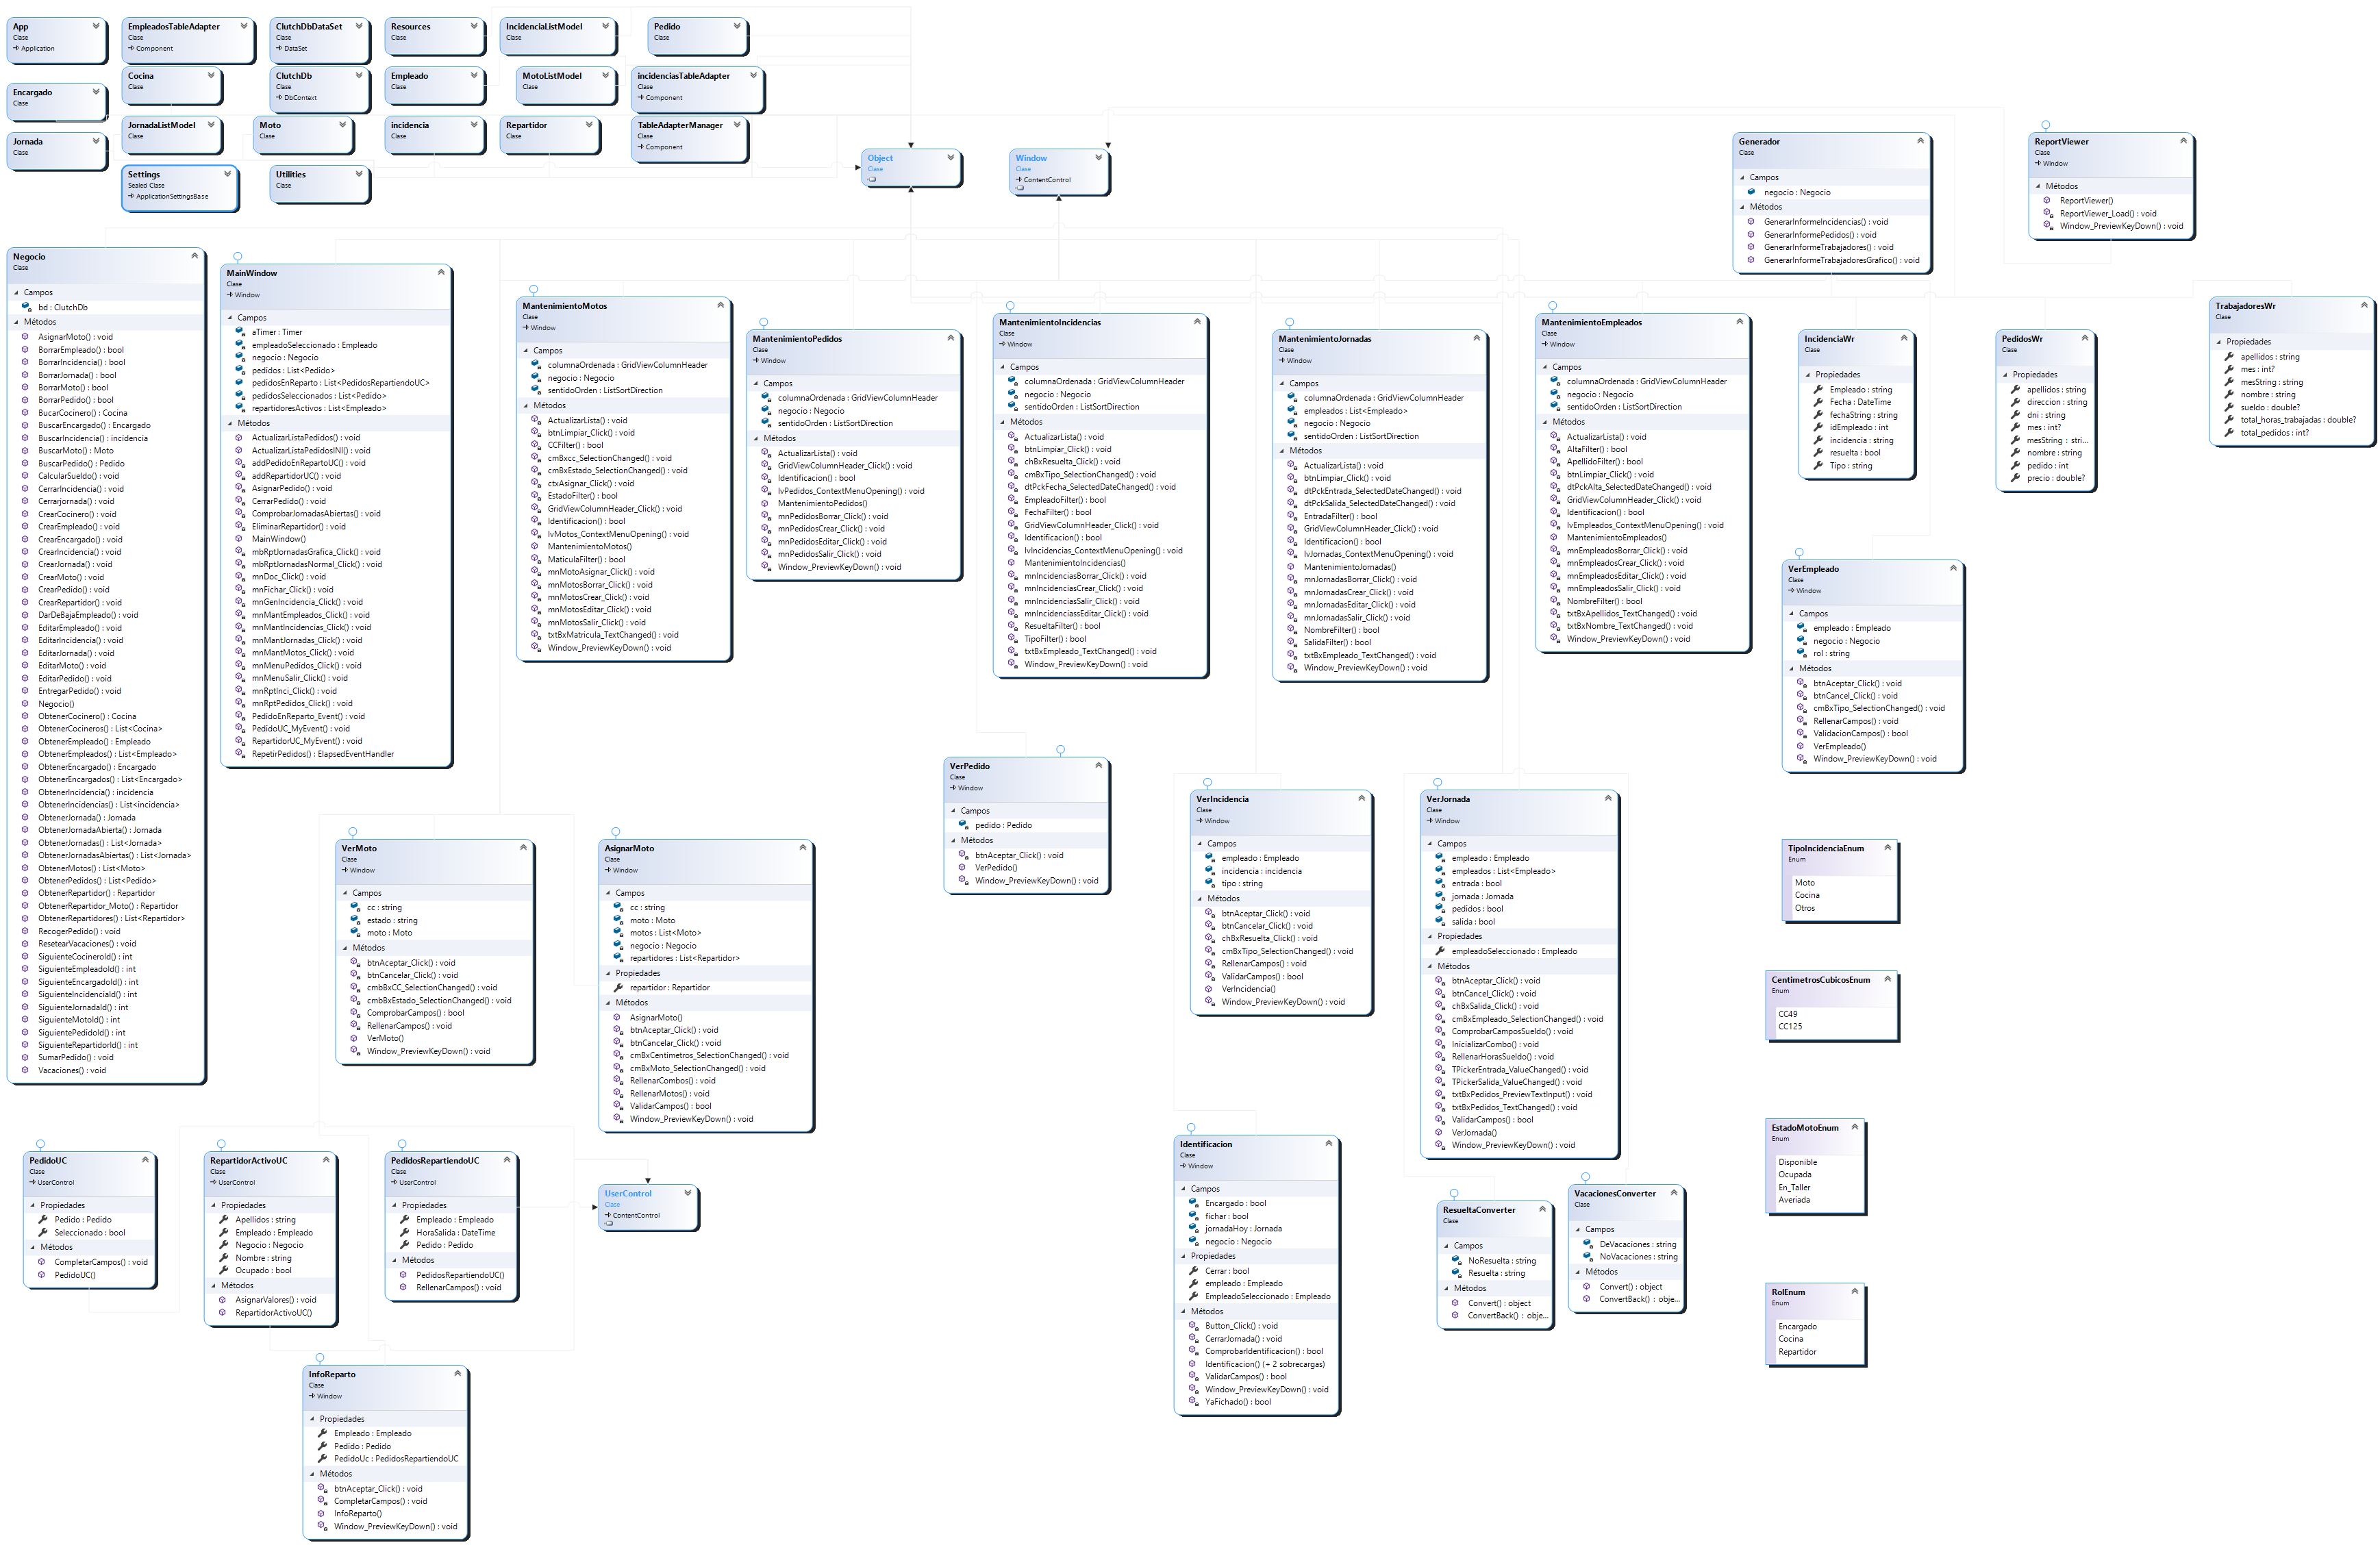 App
Clase
Application
EmpleadosTableAdapter
Clase
Component
ClutchDbDataSet
Clase
DataSet
Resources
Clase
IncidenciaListModel
Clase
Pedido
Clase
Encargado
Clase
Cocina
Clase
ClutchDb
Clase
DbContext
Empleado
Clase
MotoListModel
Clase
incidenciasTableAdapter
Clase
Component
Jornada
Clase
JornadaListModel
Clase
Moto
Clase
incidencia
Clase
Repartidor
Clase
TableAdapterManager
Clase
Component
Settings
Sealed Clase
ApplicationSettingsBase
Utilities
Clase
Object
Clase
Window
Clase
ContentControl
Generador
Clase
Campos
negocio : Negocio
Métodos
GenerarInformeIncidencias() : void
GenerarInformePedidos() : void
GenerarInformeTrabajadores() : void
GenerarInformeTrabajadoresGrafico() : void
ReportViewer
Clase
Window
Métodos
ReportViewer()
ReportViewer_Load() : void
Window_PreviewKeyDown() : void
Negocio
Clase
Campos
bd : ClutchDb
Métodos
AsignarMoto() : void
BorrarEmpleado() : bool
BorrarIncidencia() : bool
BorrarJornada() : bool
BorrarMoto() : bool
BorrarPedido() : bool
BucarCocinero() : Cocina
BuscarEncargado() : Encargado
BuscarIncidencia() : incidencia
BuscarMoto() : Moto
BuscarPedido() : Pedido
CalcularSueldo() : void
CerrarIncidencia() : void
Cerrarjornada() : void
CrearCocinero() : void
CrearEmpleado() : void
CrearEncargado() : void
CrearIncidencia() : void
CrearJornada() : void
CrearMoto() : void
CrearPedido() : void
CrearRepartidor() : void
DarDeBajaEmpleado() : void
EditarEmpleado() : void
EditarIncidencia() : void
EditarJornada() : void
EditarMoto() : void
EditarPedido() : void
EntregarPedido() : void
Negocio()
ObtenerCocinero() : Cocina
ObtenerCocineros() : List<Cocina>
ObtenerEmpleado() : Empleado
ObtenerEmpleados() : List<Empleado>
ObtenerEncargado() : Encargado
ObtenerEncargados() : List<Encargado>
ObtenerIncidencia() : incidencia
ObtenerIncidencias() : List<incidencia>
ObtenerJornada() : Jornada
ObtenerJornadaAbierta() : Jornada
ObtenerJornadas() : List<Jornada>
ObtenerJornadasAbiertas() : List<Jornada>
ObtenerMotos() : List<Moto>
ObtenerPedidos() : List<Pedido>
ObtenerRepartidor() : Repartidor
ObtenerRepartidor_Moto() : Repartidor
ObtenerRepartidores() : List<Repartidor>
RecogerPedido() : void
ResetearVacaciones() : void
SiguienteCocineroId() : int
SiguienteEmpleadoId() : int
SiguienteEncargadoId() : int
SiguienteIncidenciaId() : int
SiguienteJornadaId() : int
SiguienteMotoId() : int
SiguientePedidoId() : int
SiguienteRepartidorId() : int
SumarPedido() : void
Vacaciones() : void
MainWindow
Clase
Window
Campos
aTimer : Timer
empleadoSeleccionado : Empleado
negocio : Negocio
pedidos : List<Pedido>
pedidosEnReparto : List<PedidosRepartiendoUC>
pedidosSeleccionados : List<Pedido>
repartidoresActivos : List<Empleado>
Métodos
ActualizarListaPedidos() : void
ActualizarListaPedidosINI() : void
addPedidoEnRepartoUC() : void
addRepartidorUC() : void
AsignarPedido() : void
CerrarPedido() : void
ComprobarJornadasAbiertas() : void
EliminarRepartidor() : void
MainWindow()
mbRptJornadasGrafica_Click() : void
mbRptJornadasNormal_Click() : void
mnDoc_Click() : void
mnFichar_Click() : void
mnGenIncidencia_Click() : void
mnMantEmpleados_Click() : void
mnMantIncidencias_Click() : void
mnMantJornadas_Click() : void
mnMantMotos_Click() : void
mnMenuPedidos_Click() : void
mnMenuSalir_Click() : void
mnRptInci_Click() : void
mnRptPedidos_Click() : void
PedidoEnReparto_Event() : void
PedidoUC_MyEvent() : void
RepartidorUC_MyEvent() : void
RepetirPedidos() : ElapsedEventHandler
MantenimientoMotos
Clase
Window
Campos
columnaOrdenada : GridViewColumnHeader
negocio : Negocio
sentidoOrden : ListSortDirection
Métodos
ActualizarLista() : void
btnLimpiar_Click() : void
CCFilter() : bool
cmBxcc_SelectionChanged() : void
cmBxEstado_SelectionChanged() : void
ctxAsignar_Click() : void
EstadoFilter() : bool
GridViewColumnHeader_Click() : void
Identificacion() : bool
lvMotos_ContextMenuOpening() : void
MantenimientoMotos()
MaticulaFilter() : bool
mnMotoAsignar_Click() : void
mnMotosBorrar_Click() : void
mnMotosCrear_Click() : void
mnMotosEditar_Click() : void
mnMotosSalir_Click() : void
txtBxMatricula_TextChanged() : void
Window_PreviewKeyDown() : void
MantenimientoPedidos
Clase
Window
Campos
columnaOrdenada : GridViewColumnHeader
negocio : Negocio
sentidoOrden : ListSortDirection
Métodos
ActualizarLista() : void
GridViewColumnHeader_Click() : void
Identificacion() : bool
lvPedidos_ContextMenuOpening() : void
MantenimientoPedidos()
mnPedidosBorrar_Click() : void
mnPedidosCrear_Click() : void
mnPedidosEditar_Click() : void
mnPedidosSalir_Click() : void
Window_PreviewKeyDown() : void
MantenimientoIncidencias
Clase
Window
Campos
columnaOrdenada : GridViewColumnHeader
negocio : Negocio
sentidoOrden : ListSortDirection
Métodos
ActualizarLista() : void
btnLimpiar_Click() : void
chBxResuelta_Click() : void
cmBxTipo_SelectionChanged() : void
dtPckFecha_SelectedDateChanged() : void
EmpleadoFilter() : bool
FechaFilter() : bool
GridViewColumnHeader_Click() : void
Identificacion() : bool
lvIncidencias_ContextMenuOpening() : void
MantenimientoIncidencias()
mnIncidenciasBorrar_Click() : void
mnIncidenciasCrear_Click() : void
mnIncidenciasSalir_Click() : void
mnIncidenciassEditar_Click() : void
ResueltaFilter() : bool
TipoFilter() : bool
txtBxEmpleado_TextChanged() : void
Window_PreviewKeyDown() : void
MantenimientoJornadas
Clase
Window
Campos
columnaOrdenada : GridViewColumnHeader
empleados : List<Empleado>
negocio : Negocio
sentidoOrden : ListSortDirection
Métodos
ActualizarLista() : void
btnLimpiar_Click() : void
dtPckEntrada_SelectedDateChanged() : void
dtPckSalida_SelectedDateChanged() : void
EntradaFilter() : bool
GridViewColumnHeader_Click() : void
Identificacion() : bool
lvJornadas_ContextMenuOpening() : void
MantenimientoJornadas()
mnJornadasBorrar_Click() : void
mnJornadasCrear_Click() : void
mnJornadasEditar_Click() : void
mnJornadasSalir_Click() : void
NombreFilter() : bool
SalidaFilter() : bool
txtBxEmpleado_TextChanged() : void
Window_PreviewKeyDown() : void
MantenimientoEmpleados
Clase
Window
Campos
columnaOrdenada : GridViewColumnHeader
negocio : Negocio
sentidoOrden : ListSortDirection
Métodos
ActualizarLista() : void
AltaFilter() : bool
ApellidoFilter() : bool
btnLimpiar_Click() : void
dtPckAlta_SelectedDateChanged() : void
GridViewColumnHeader_Click() : void
Identificacion() : bool
lvEmpleados_ContextMenuOpening() : void
MantenimientoEmpleados()
mnEmpleadosBorrar_Click() : void
mnEmpleadosCrear_Click() : void
mnEmpleadosEditar_Click() : void
mnEmpleadosSalir_Click() : void
NombreFilter() : bool
txtBxApellidos_TextChanged() : void
txtBxNombre_TextChanged() : void
Window_PreviewKeyDown() : void
IncidenciaWr
Clase
Propiedades
Empleado : string
Fecha : DateTime
fechaString : string
idEmpleado : int
incidencia : string
resuelta : bool
Tipo : string
PedidosWr
Clase
Propiedades
apellidos : string
direccion : string
dni : string
mes : int?
mesString : stri...
nombre : string
pedido : int
precio : double?
TrabajadoresWr
Clase
Propiedades
apellidos : string
mes : int?
mesString : string
nombre : string
sueldo : double?
total_horas_trabajadas : double?
total_pedidos : int?
VerEmpleado
Clase
Window
Campos
empleado : Empleado
negocio : Negocio
rol : string
Métodos
btnAceptar_Click() : void
btnCancel_Click() : void
cmBxTipo_SelectionChanged() : void
RellenarCampos() : void
ValidacionCampos() : bool
VerEmpleado()
Window_PreviewKeyDown() : void
VerPedido
Clase
Window
Campos
pedido : Pedido
Métodos
btnAceptar_Click() : void
VerPedido()
Window_PreviewKeyDown() : void
VerIncidencia
Clase
Window
Campos
empleado : Empleado
incidencia : incidencia
tipo : string
Métodos
btnAceptar_Click() : void
btnCancelar_Click() : void
chBxResuelta_Click() : void
cmBxTipo_SelectionChanged() : void
RellenarCampos() : void
ValidarCampos() : bool
VerIncidencia()
Window_PreviewKeyDown() : void
VerJornada
Clase
Window
Campos
empleado : Empleado
empleados : List<Empleado>
entrada : bool
jornada : Jornada
pedidos : bool
salida : bool
Propiedades
empleadoSeleccionado : Empleado
Métodos
btnAceptar_Click() : void
btnCancel_Click() : void
chBxSalida_Click() : void
cmBxEmpleado_SelectionChanged() : void
ComprobarCamposSueldo() : void
InicializarCombo() : void
RellenarHorasSueldo() : void
TPickerEntrada_ValueChanged() : void
TPickerSalida_ValueChanged() : void
txtBxPedidos_PreviewTextInput() : void
txtBxPedidos_TextChanged() : void
ValidarCampos() : bool
VerJornada()
Window_PreviewKeyDown() : void
VerMoto
Clase
Window
Campos
cc : string
estado : string
moto : Moto
Métodos
btnAceptar_Click() : void
btnCancelar_Click() : void
cmbBxCC_SelectionChanged() : void
cmbBxEstado_SelectionChanged() : void
ComprobarCampos() : bool
RellenarCampos() : void
VerMoto()
Window_PreviewKeyDown() : void
AsignarMoto
Clase
Window
Campos
cc : string
moto : Moto
motos : List<Moto>
negocio : Negocio
repartidores : List<Repartidor>
Propiedades
repartidor : Repartidor
Métodos
AsignarMoto()
btnAceptar_Click() : void
btnCancelar_Click() : void
cmBxCentimetros_SelectionChanged() : void
cmBxMoto_SelectionChanged() : void
RellenarCombos() : void
RellenarMotos() : void
ValidarCampos() : bool
Window_PreviewKeyDown() : void
TipoIncidenciaEnum
Enum
Moto
Cocina
Otros
CentimetrosCubicosEnum
Enum
CC49
CC125
EstadoMotoEnum
Enum
Disponible
Ocupada
En_Taller
Averiada
RolEnum
Enum
Encargado
Cocina
Repartidor
PedidoUC
Clase
UserControl
Propiedades
Pedido : Pedido
Seleccionado : bool
Métodos
CompletarCampos() : void
PedidoUC()
RepartidorActivoUC
Clase
UserControl
Propiedades
Apellidos : string
Empleado : Empleado
Negocio : Negocio
Nombre : string
Ocupado : bool
Métodos
AsignarValores() : void
RepartidorActivoUC()
PedidosRepartiendoUC
Clase
UserControl
Propiedades
Empleado : Empleado
HoraSalida : DateTime
Pedido : Pedido
Métodos
PedidosRepartiendoUC()
RellenarCampos() : void
UserControl
Clase
ContentControl
Identificacion
Clase
Window
Campos
Encargado : bool
fichar : bool
jornadaHoy : Jornada
negocio : Negocio
Propiedades
Cerrar : bool
empleado : Empleado
EmpleadoSeleccionado : Empleado
Métodos
Button_Click() : void
CerrarJornada() : void
ComprobarIdentificacion() : bool
Identificacion() (+ 2 sobrecargas)
ValidarCampos() : bool
Window_PreviewKeyDown() : void
YaFichado() : bool
ResueltaConverter
Clase
Campos
NoResuelta : string
Resuelta : string
Métodos
Convert() : object
ConvertBack() : obje...
VacacionesConverter
Clase
Campos
DeVacaciones : string
NoVacaciones : string
Métodos
Convert() : object
ConvertBack() : obje...
InfoReparto
Clase
Window
Propiedades
Empleado : Empleado
Pedido : Pedido
PedidoUc : PedidosRepartiendoUC
Métodos
btnAceptar_Click() : void
CompletarCampos() : void
InfoReparto()
Window_PreviewKeyDown() : void